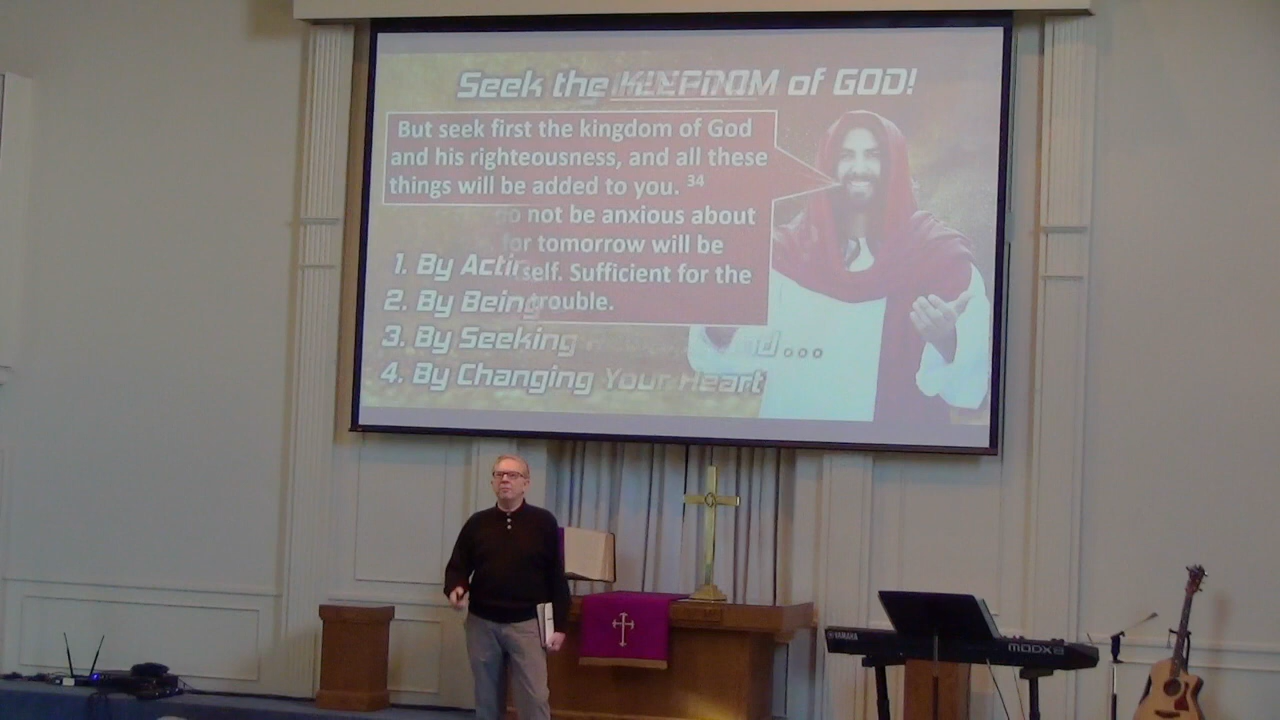 Seek the of GOD!
But seek first the kingdom of God
and his righteousness, and all these
things will be added to you. 34
not be anxious about
for tomorrow will be
self. Sufficient for the
trouble.
1. By Actin
2. By Being
3. By Seeking
4. By Changing Your Heart
YAMAHA
MODX8